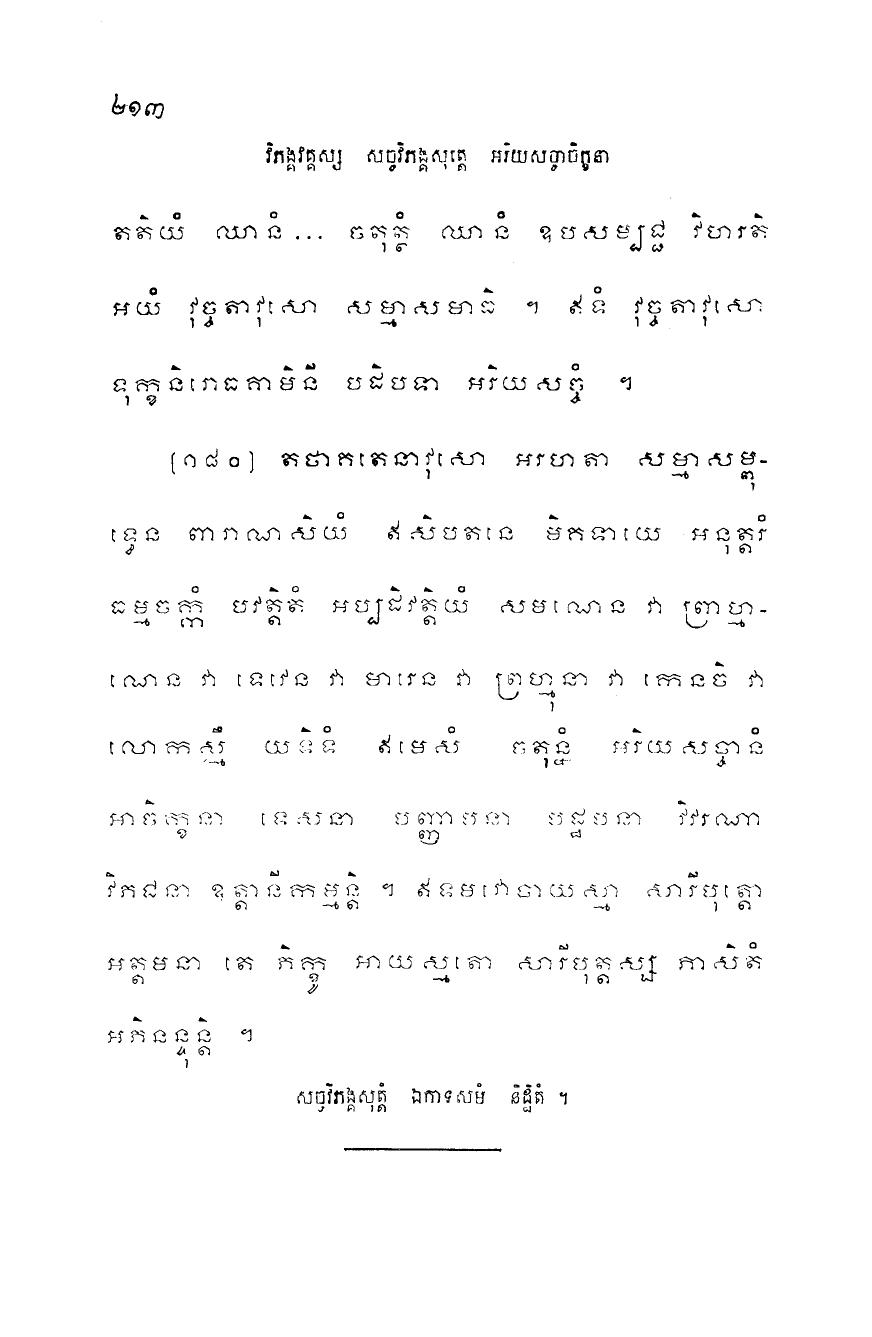 ២១៣
វិភង្គវគ្គស្ស សច្ចវិភង្គសុត្តេ អរិយសច្ចាចិក្ខនា
តតិយំ ឈានំ ... ចតុត្ថំ ឈានំ ឧបសម្បជ្ជ វិហរតិ
អយំ វុច្ចតាវុសោ សម្មាសមាធិ ។ ឥទំ វុច្ចតាវុសោ
ទុក្ខនិរោធគាមិនី បដិបទា អរិយសច្ចំ ។
[១៨០] តថាគតេនាវុសោ អរហតា សម្មាសម្ពុ-
ទ្ធេន ពារាណសិយំ ឥសិបតនេ មិគទាយេ អនុត្តរំ
ធម្មចក្កំ បវត្តិតំ អប្បដិវត្តិយំ សមណេន វា ព្រាហ្ម-
ណេន វា ទេវេន វា មារេន វា ព្រហ្មុនា វា កេនចិ វា
លោកស្មឹ យទិទំ ឥមេសំ ចតុន្នំ អរិយសច្ចានំ
អាចិក្ខនា ទេសនា បញ្ញាបនា បដ្ឋបនា វិវរណា
វិភជនា ឧត្តានីកម្មន្តិ ។ ឥទមវោចាយស្មា សារីបុត្តោ
អត្តមនា តេ ភិក្ខូ អាយស្មតោ សារីបុត្តស្ស ភាសិតំ
អភិនន្ទុន្តិ ។
សច្ចវិភង្គសុត្តំ ឯកាទសមំ និដ្ឋិតំ ។